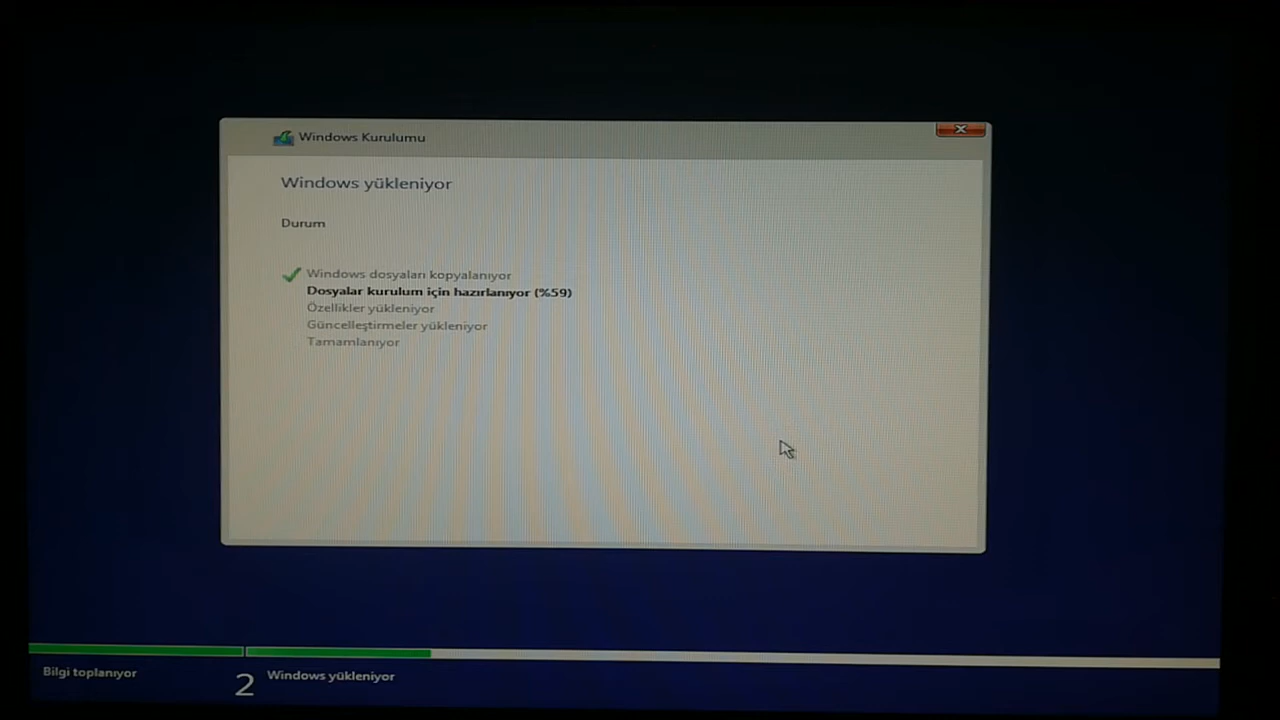 Windows Kurulumu
Windows yükleniyor
Durum
Windows dosyaları kopyalanıyor
Dosyalar kurulum için hazırlanıyor (%59)
Özellikler yükleniyor
Güncelleştirmeler yükleniyor
Tamamlanıyor
Bilgi toplanıyor
2 Windows yükleniyor